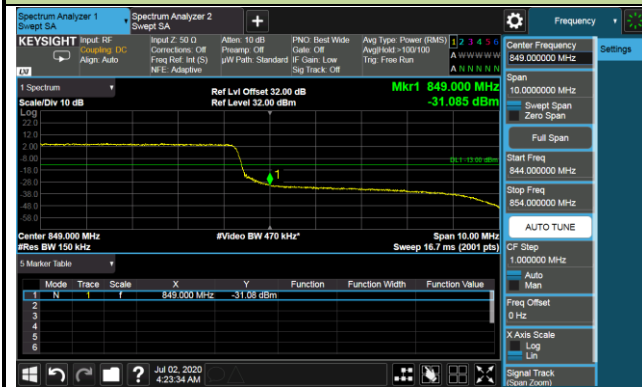 Spectrum Analyzer 1
Swept SA
Spectrum Analyzer 2
Swept SA
+
Frequency
KEYSIGHT
Input: RF
Coupling: DC
Align: Auto
Input Z: 50 Ω
Corrections: Off
Freq Ref: Int (S)
NFE: Adaptive
Atten: 10 dB
Preamp: Off
µW Path: Standard
PNO: Best Wide
Gate: Off
IF Gain: Low
Sig Track: Off
Avg Type: Power (RMS)
Avg|Hold:>100/100
Trig: Free Run
1 2 3 4 5 6
A W W W W W
A N N N N N
1 Spectrum
Scale/Div 10 dB
Log
Ref Lvl Offset 32.00 dB
Ref Level 32.00 dBm
Mkr1 849.000 MHz
-31.085 dBm
22.0
12.0
2.00
-8.00
-18.0
-28.0
-38.0
-48.0
-58.0
DL1 -13.00 dBm
1
Center 849.000 MHz
#Res BW 150 kHz
#Video BW 470 kHz*
Span 10.00 MHz
Sweep 16.7 ms (2001 pts)
5 Marker Table
Mode Trace Scale X Y Function Function Width Function Value
1 N 1 f 849.000 MHz -31.08 dBm
2
3
4
5
6
Center Frequency
849.000000 MHz
Settings
Span
10.0000000 MHz
Swept Span
Zero Span
Full Span
Start Freq
844.000000 MHz
Stop Freq
854.000000 MHz
AUTO TUNE
CF Step
1.000000 MHz
Auto
Man
Freq Offset
0 Hz
X Axis Scale
Log
Lin
Signal Track
(Span Zoom)
?
Jul 02, 2020
4:23:34 AM